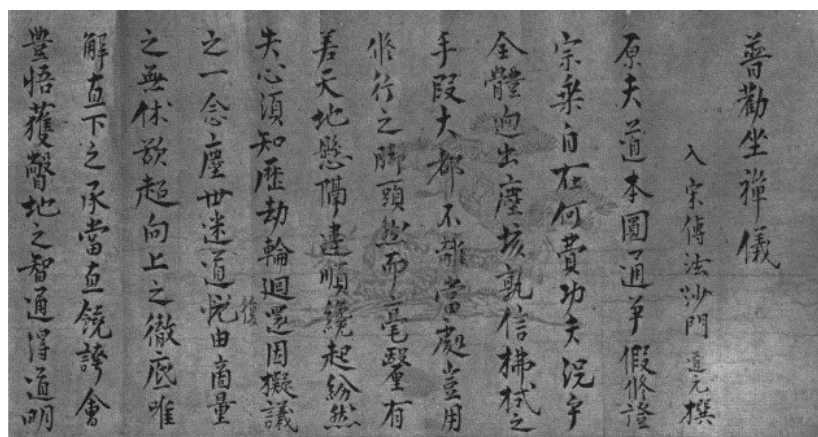 普勸坐禪儀
入宋傳法沙門 道元 撰
原夫道本圓通爭假修證
宗乘自在何費功夫況乎
全體逈出塵埃孰信拂拭之
手段大都不離當處豈用
修行之脚頭然而毫釐有
差天地懸隔違順纔起紛然
失心須知歷劫輪迴還因擬議
之一念塵世迷道復由商量
之無休欲超向上之徹底唯
解直下之承當直饒誇會
豐悟獲瞥地之智通得道明